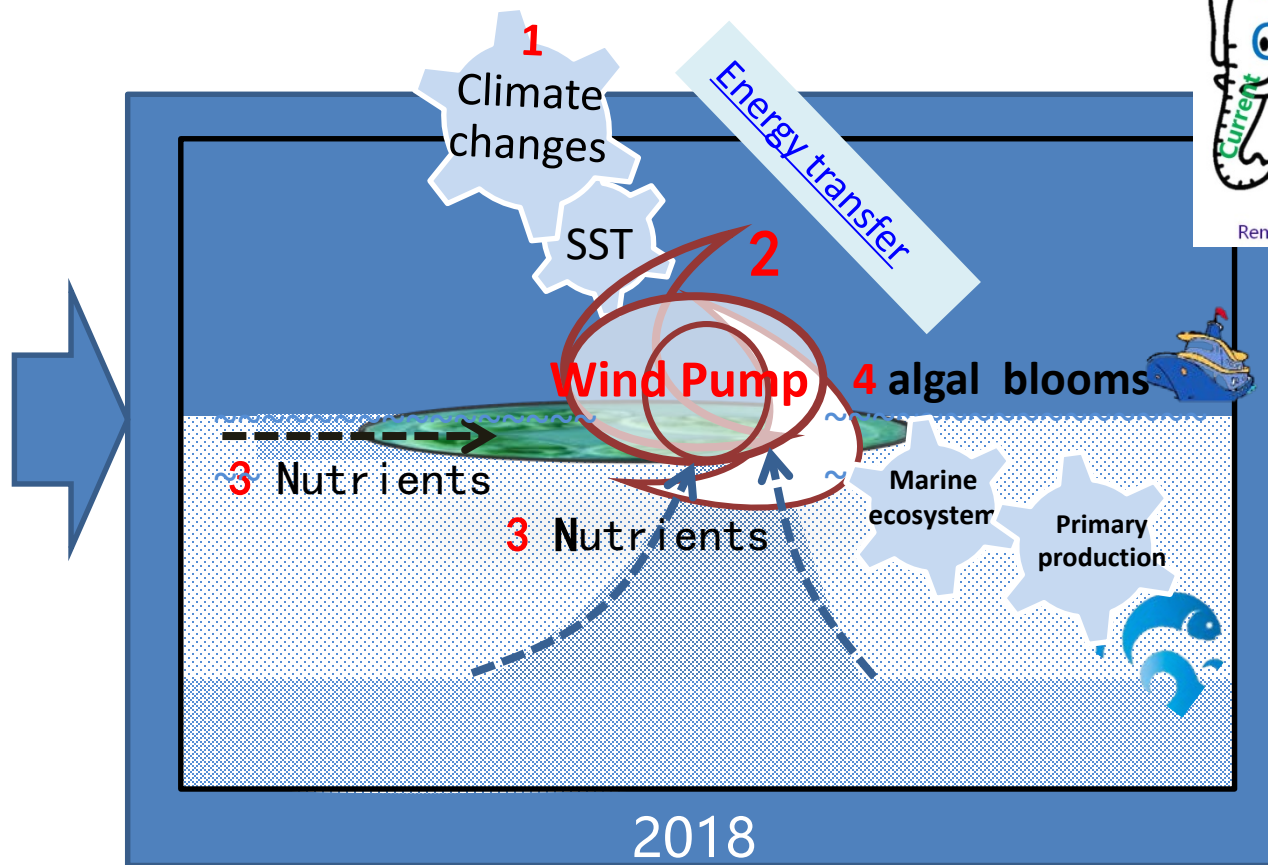 1
Climate
changes
SST
Energy transfer
Current
2
Wind Pump
4 algal blooms
3 Nutrients
3 Nutrients
Marine
ecosystem
Primary
production
2018